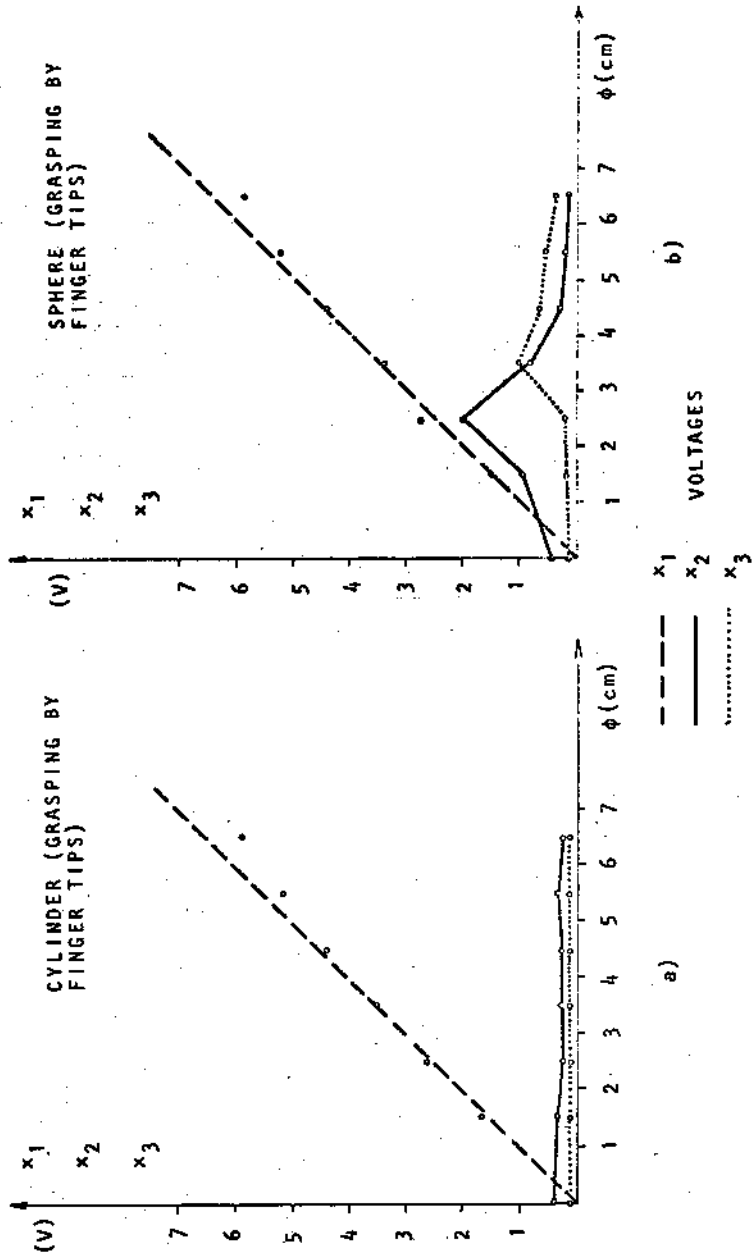 CYLINDER (GRASPING BY
FINGER TIPS)
x1
x2
x3
(V)
7
6
5
4
3
2
1
1
2
3
4
5
6
7
ϕ(cm)
a)
SPHERE (GRASPING BY
FINGER TIPS)
x1
x2
x3
(V)
7
6
5
4
3
2
1
1
2
3
4
5
6
7
ϕ(cm)
b)
x1
x2 VOLTAGES
x3